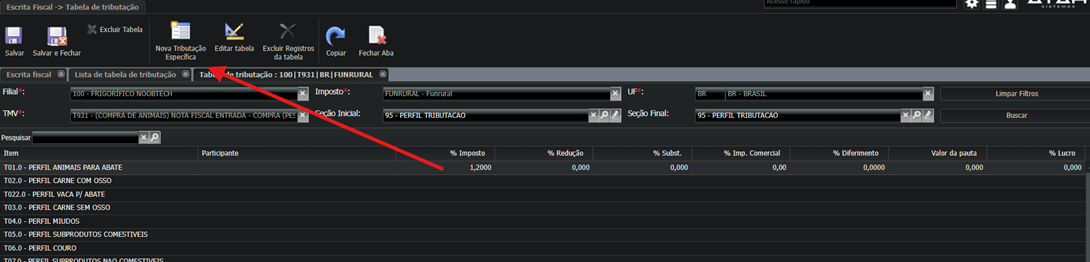 Escrita Fiscal -> Tabela de tributação
Acesso rápido
ATAK
SISTEMAS
Salvar
Salvar e Fechar
Excluir Tabela
Nova Tributação
Específica
Editar tabela
Excluir Registros
da tabela
Copiar
Fechar Aba
Escrita fiscal
Lista de tabela de tributação
Tabela de tributação : 100|T931|BR|FUNRURAL
Filial*: 100 - FRIGORÍFICO NOOBTECH Imposto*: FUNRURAL - Funrural UF*: BR BR - BRASIL Limpar Filtros
TMV*: T931 - (COMPRA DE ANIMAIS) NOTA FISCAL ENTRADA - COMPRA (PES Seção Inicial: 95 - PERFIL TRIBUTACAO Seção Final: 95 - PERFIL TRIBUTACAO Buscar
Pesquisar
Item Participante % Imposto % Redução % Subst. % Imp. Comercial % Diferimento Valor da pauta % Lucro
T01.0 - PERFIL ANIMAIS PARA ABATE 1,2000 0,000 0,000 0,00 0,0000 0,000 0,000
T02.0 - PERFIL CARNE COM OSSO
T022.0 - PERFIL VACA P/ ABATE
T03.0 - PERFIL CARNE SEM OSSO
T04.0 - PERFIL MIUDOS
T05.0 - PERFIL SUBPRODUTOS COMESTIVEIS
T06.0 - PERFIL COURO
T07.0 - PERFIL SUBPRODUTOS NAO COMESTIVEIS